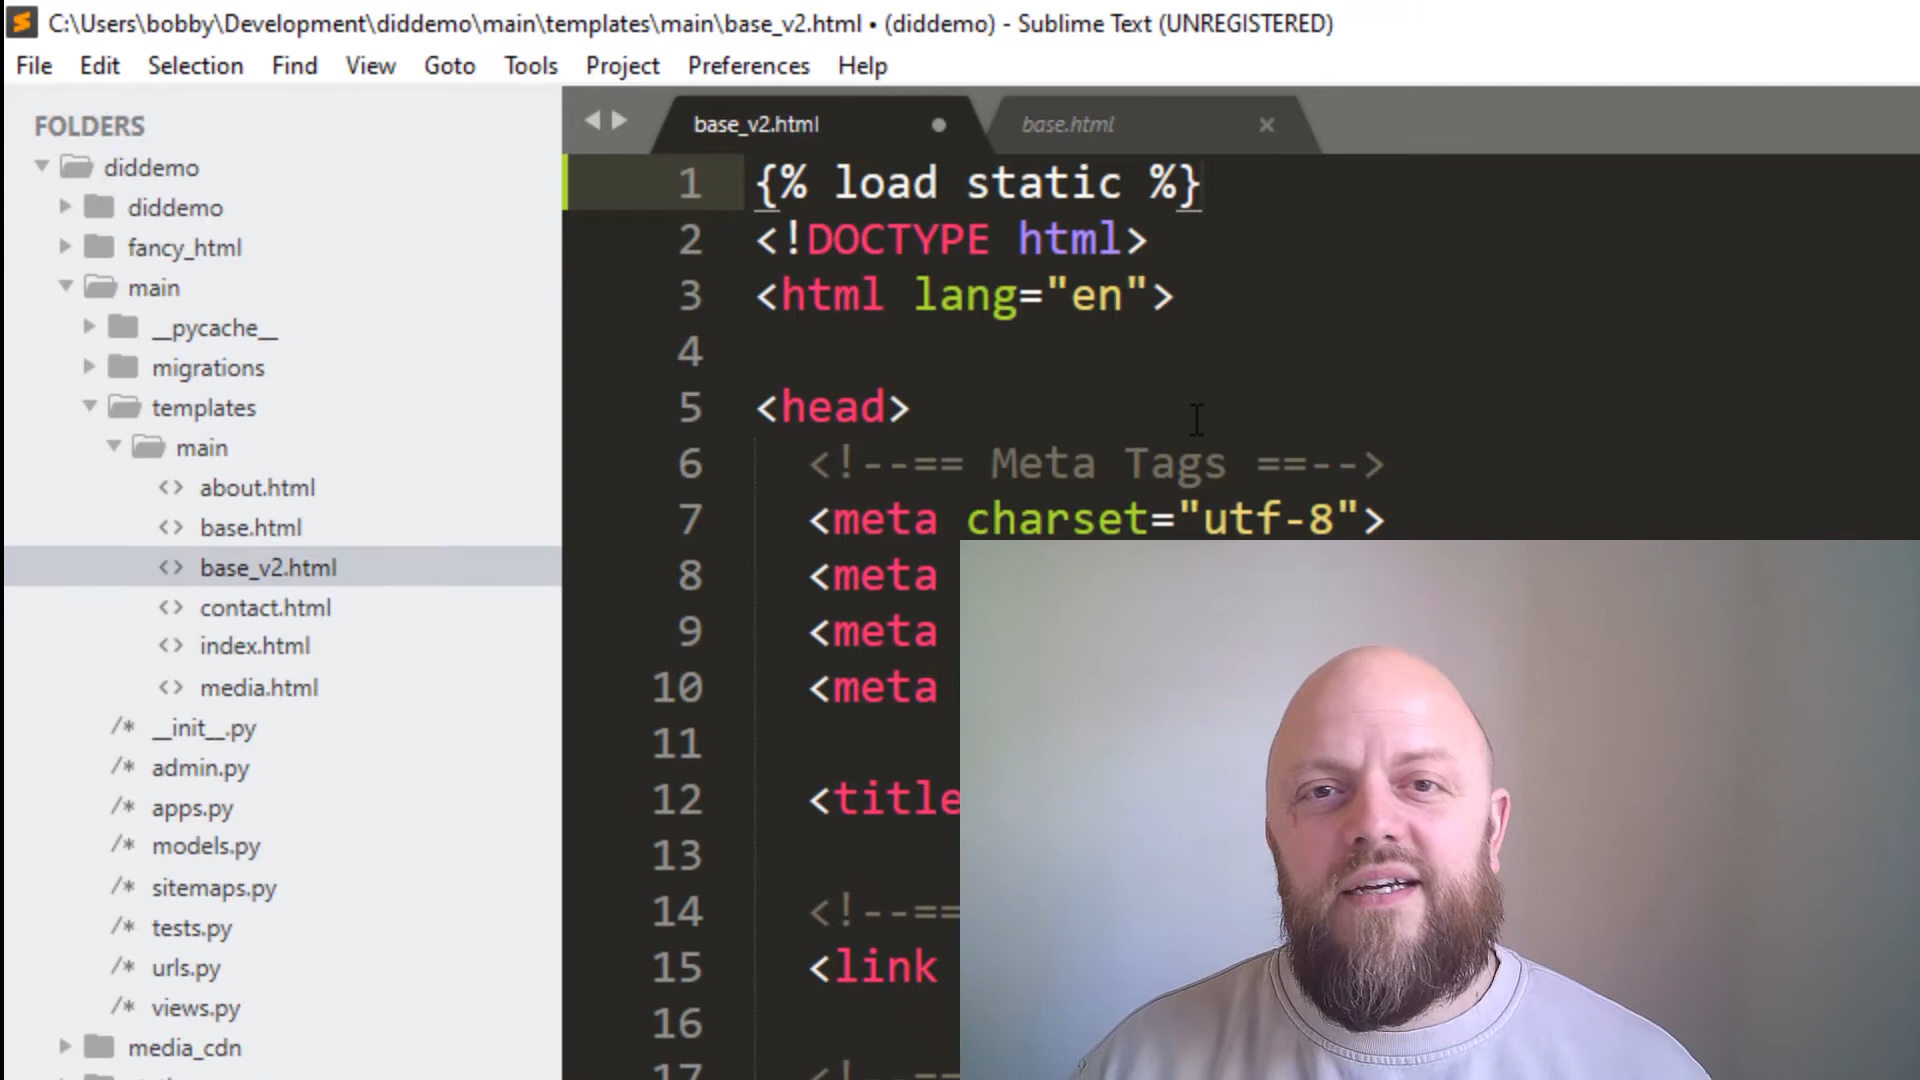 C:\Users\bobby\Development\diddemo\main\templates\main\base_v2.html • (diddemo) - Sublime Text (UNREGISTERED)
File Edit Selection Find View Goto Tools Project Preferences Help
FOLDERS
diddemo
diddemo
fancy_html
main
__pycache__
migrations
templates
main
<> about.html
<> base.html
<> base_v2.html
<> contact.html
<> index.html
<> media.html
/* __init__.py
/* admin.py
/* apps.py
/* models.py
/* sitemaps.py
/* tests.py
/* urls.py
/* views.py
media_cdn
base_v2.html base.html
1 {% load static %}
2 <!DOCTYPE html>
3 <html lang="en">
4
5 <head>
6 <!--== Meta Tags ==-->
7 <meta charset="utf-8">
8 <meta
9 <meta
10 <meta
11
12 <title
13
14 <!--==
15 <link
16
17 <!--==